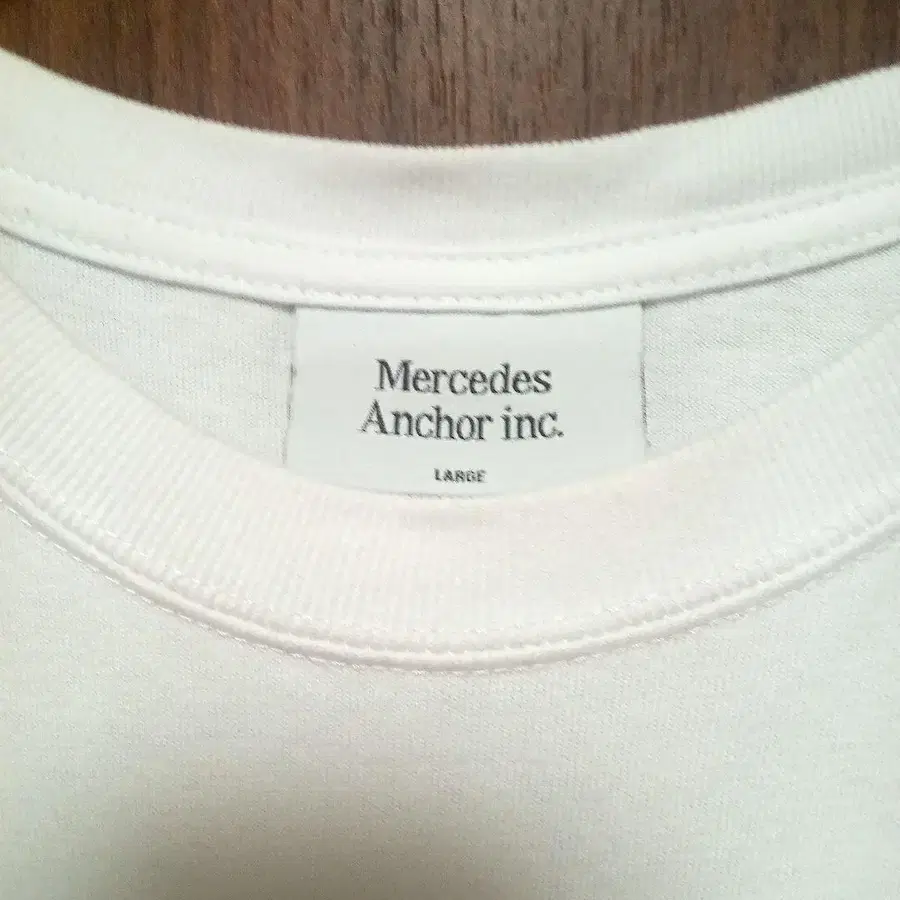 Mercedes
Anchor inc.
LARGE